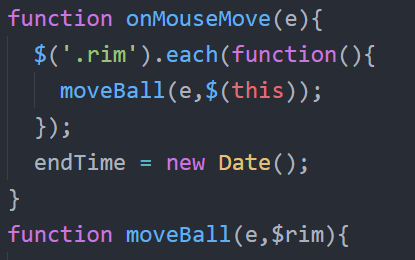 function onMouseMove(e){
  $('.rim').each(function(){
    moveBall(e,$(this));
  });
  endTime = new Date();
}
function moveBall(e,$rim){